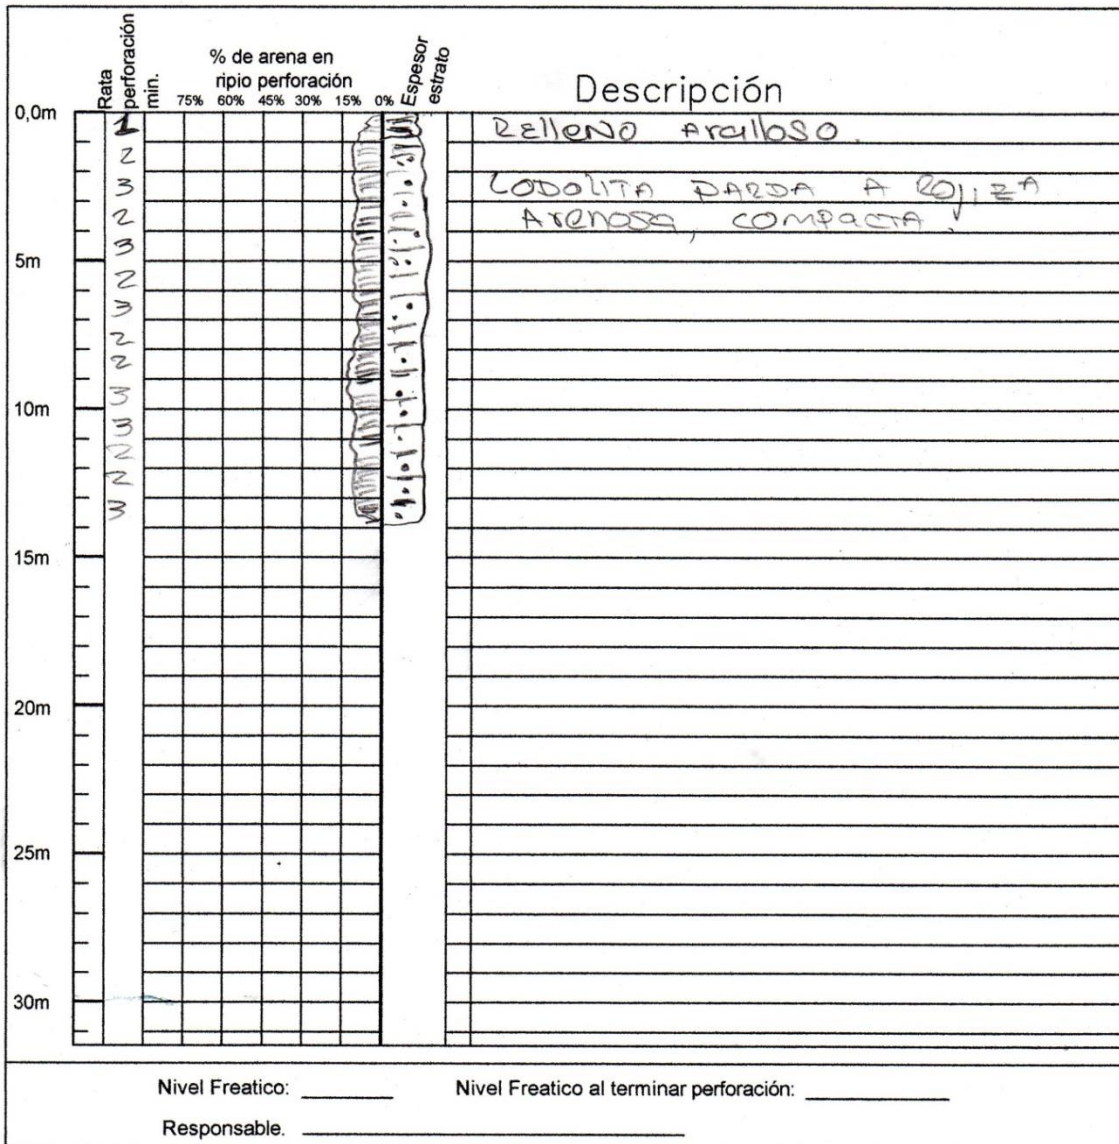 Rata
perforación
min.
% de arena en
ripio perforación
75% 60% 45% 30% 15% 0%
Espesor
estrato
Descripción
0,0m
1
Relleno Arcilloso.
2
3
LODOLITA PARDA A ROJIZA
2
Arenosa, compacta.
3
5m
2
3
2
2
3
10m
3
2
2
3
15m
20m
25m
30m
Nivel Freatico: Nivel Freatico al terminar perforación:
Responsable.